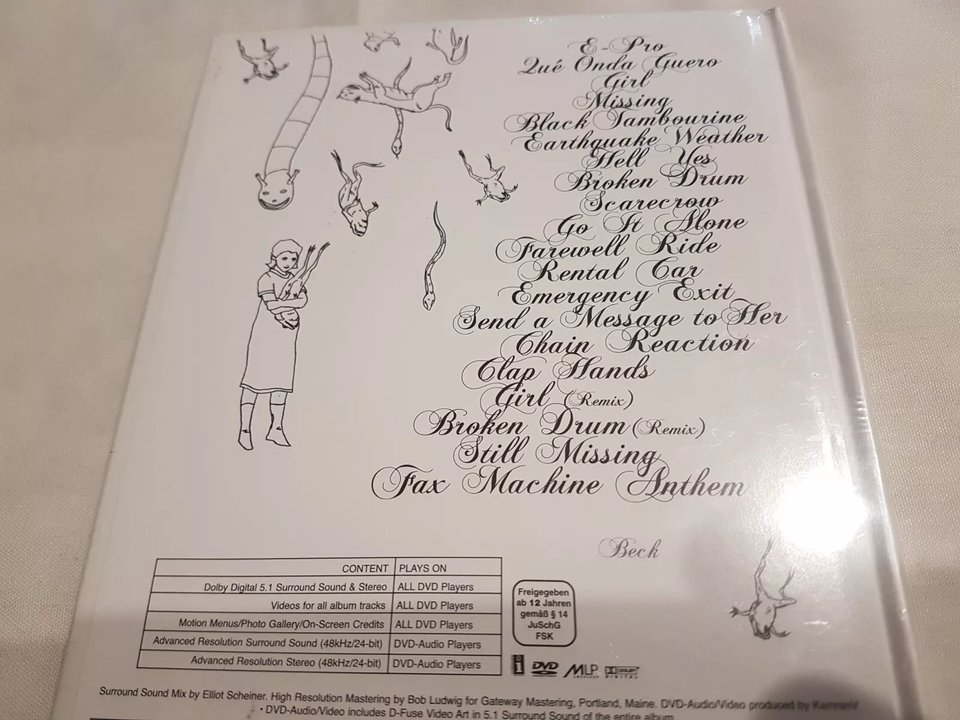 E-Pro
Qué Onda Guero
Girl
Missing
Black Tambourine
Earthquake Weather
Hell Yes
Broken Drum
Scarecrow
Go It Alone
Farewell Ride
Rental Car
Emergency Exit
Send a Message to Her
Chain Reaction
Clap Hands
Girl (Remix)
Broken Drum (Remix)
Still Missing
Fax Machine Anthem
Beck
CONTENT PLAYS ON
Dolby Digital 5.1 Surround Sound & Stereo ALL DVD Players
Videos for all album tracks ALL DVD Players
Motion Menus/Photo Gallery/On-Screen Credits ALL DVD Players
Advanced Resolution Surround Sound (48kHz/24-bit) DVD-Audio Players
Advanced Resolution Stereo (48kHz/24-bit) DVD-Audio Players
Freigegeben
ab 12 Jahren
gemäß § 14
JuSchG
FSK
DVD MLP DOLBY
DIGITAL
Surround Sound Mix by Elliot Scheiner. High Resolution Mastering by Bob Ludwig for Gateway Mastering, Portland, Maine. DVD-Audio/Video produced by KamranV
• DVD-Audio/Video includes D-Fuse Video Art in 5.1 Surround Sound of the entire album